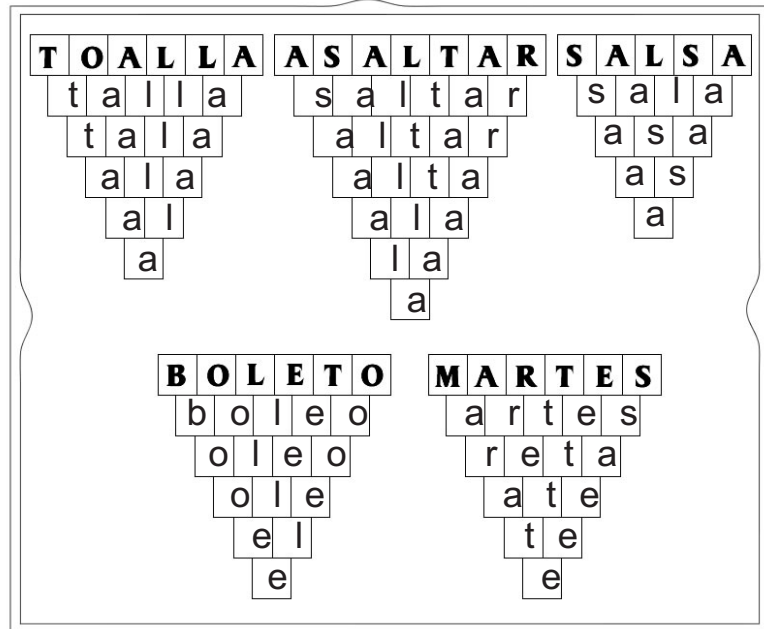 TOALLA ASALTAR SALSA
talla saltar sala
tala altar asa
ala alta as
al ala a
a la
a
BOLETO MARTES
boleo artes
oleo reta
ole ate
el te
e e